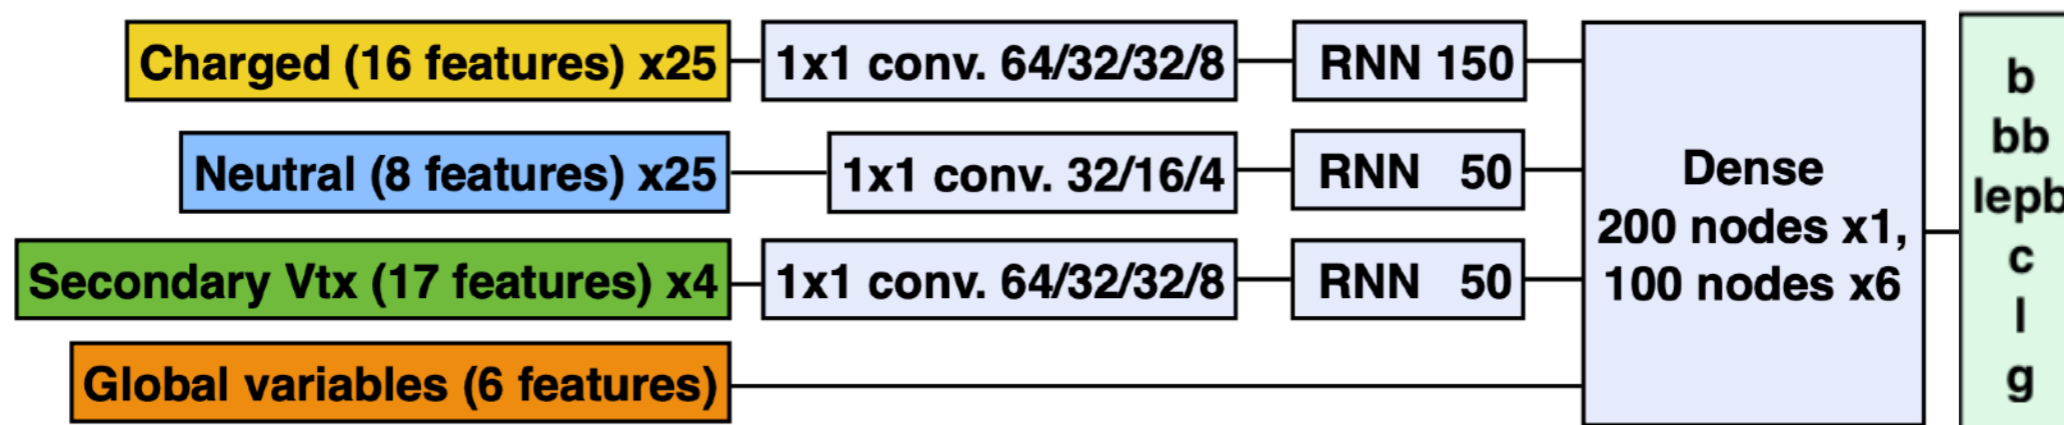 Charged (16 features) x25
1x1 conv. 64/32/32/8
RNN 150
Neutral (8 features) x25
1x1 conv. 32/16/4
RNN 50
Secondary Vtx (17 features) x4
1x1 conv. 64/32/32/8
RNN 50
Global variables (6 features)
Dense
200 nodes x1,
100 nodes x6
b
bb
lepb
c
l
g